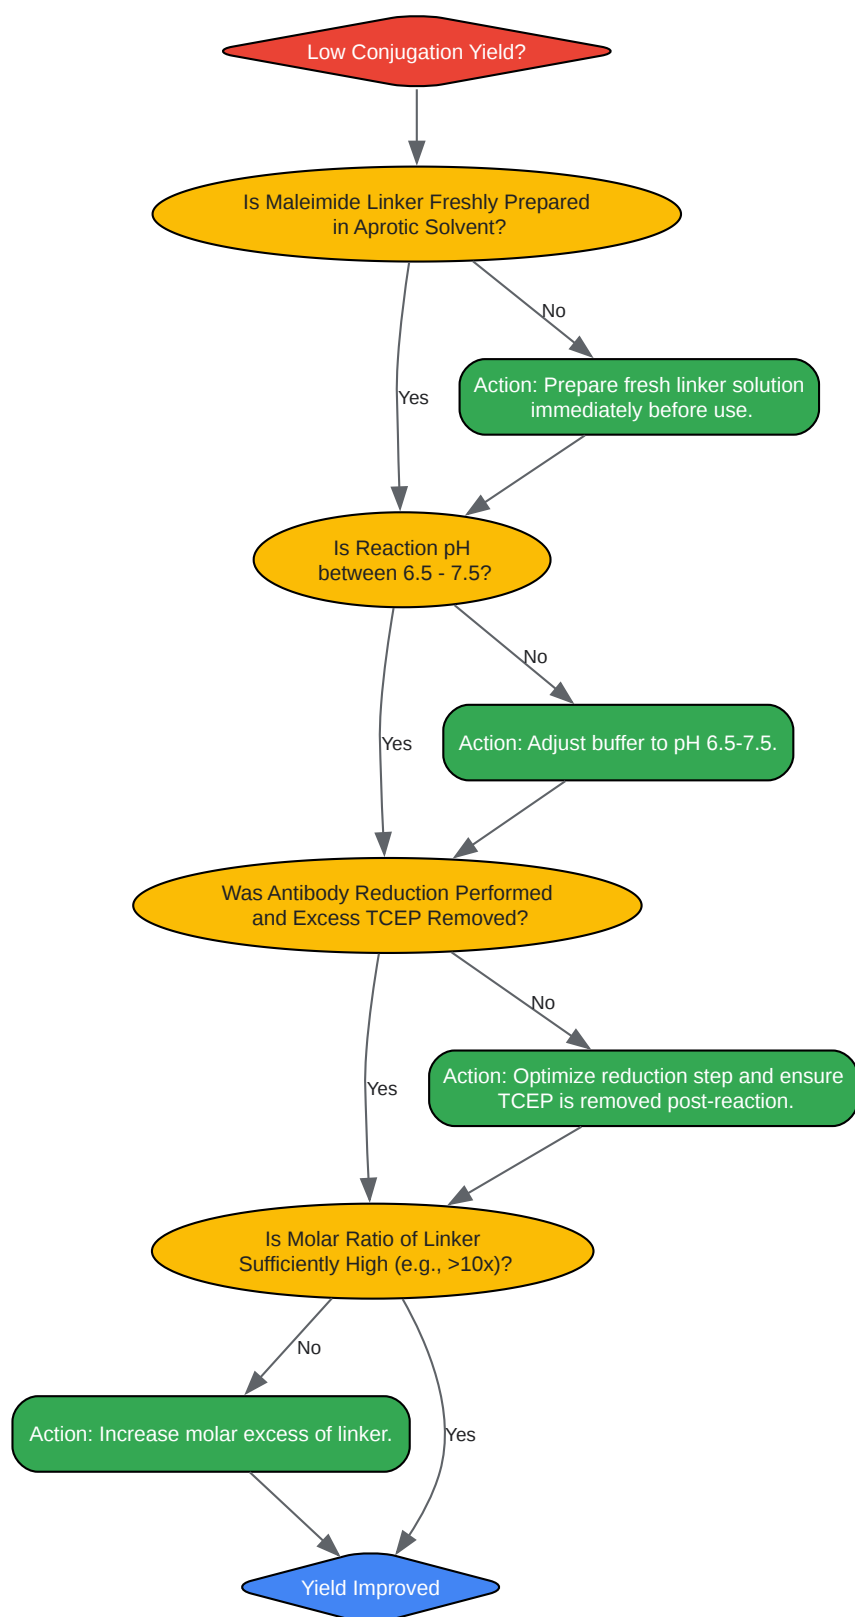 Low Conjugation Yield?
Is Maleimide Linker Freshly Prepared
in Aprotic Solvent?
No
Action: Prepare fresh linker solution
immediately before use.
Yes
Is Reaction pH
between 6.5 - 7.5?
No
Action: Adjust buffer to pH 6.5-7.5.
Yes
Was Antibody Reduction Performed
and Excess TCEP Removed?
No
Action: Optimize reduction step and ensure
TCEP is removed post-reaction.
Yes
Is Molar Ratio of Linker
Sufficiently High (e.g., >10x)?
No
Action: Increase molar excess of linker.
Yes
Yield Improved